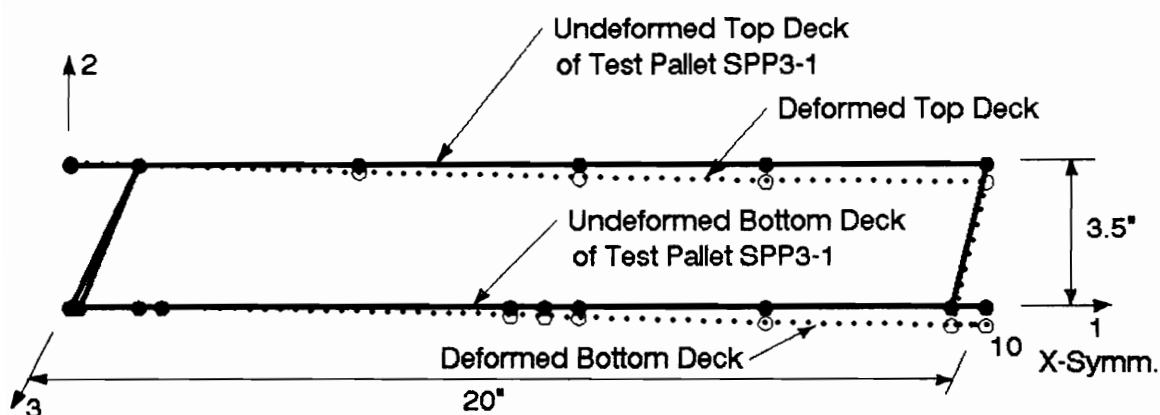 Undeformed Top Deck
of Test Pallet SPP3-1
2
Deformed Top Deck
Undeformed Bottom Deck
of Test Pallet SPP3-1
3.5"
1
10
X-Symm.
Deformed Bottom Deck
20"
3